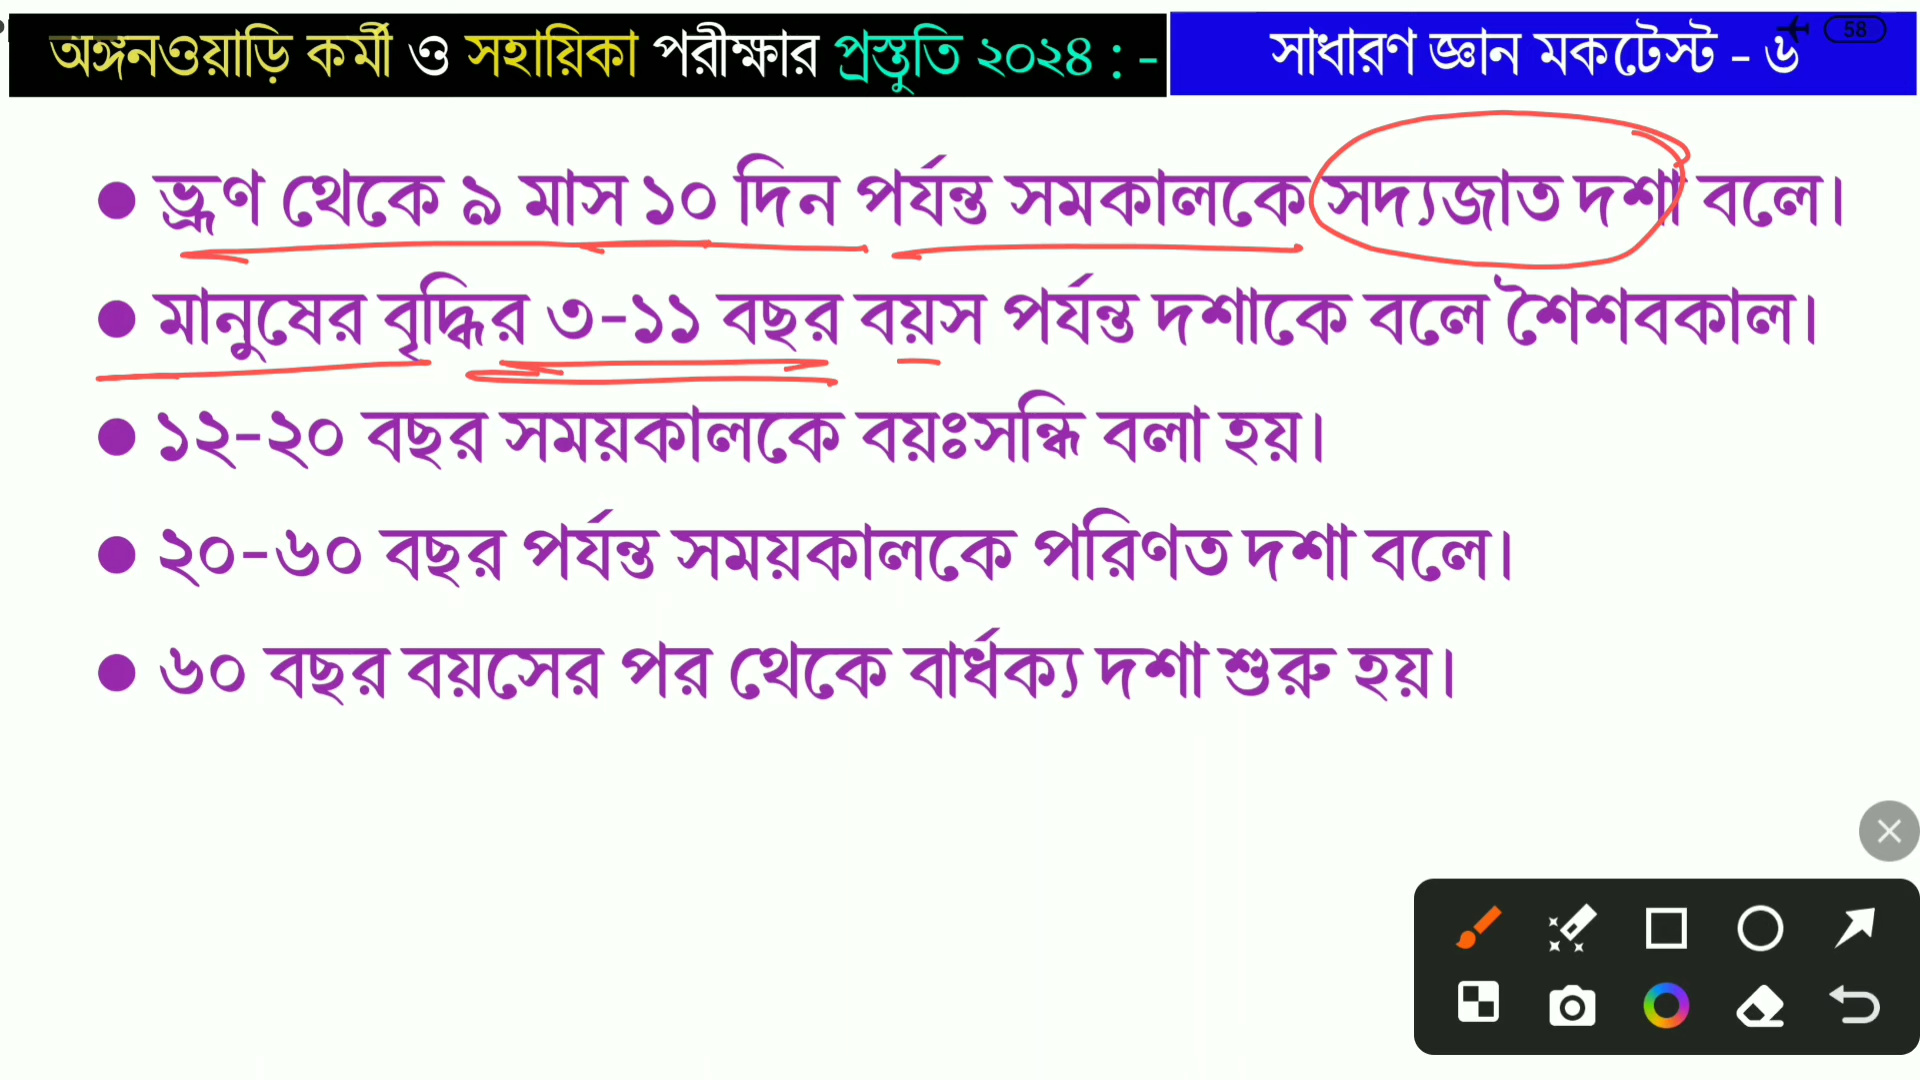 অঙ্গনওয়াড়ি কর্মী ও সহায়িকা পরীক্ষার প্রস্তুতি ২০২৪ : -
সাধারণ জ্ঞান মকটেস্ট - ৬
58
● ভ্রূণ থেকে ৯ মাস ১০ দিন পর্যন্ত সমকালকে সদ্যজাত দশা বলে।
● মানুষের বৃদ্ধির ৩-১১ বছর বয়স পর্যন্ত দশাকে বলে শৈশবকাল।
● ১২-২০ বছর সময়কালকে বয়ঃসন্ধি বলা হয়।
● ২০-৬০ বছর পর্যন্ত সময়কালকে পরিণত দশা বলে।
● ৬০ বছর বয়সের পর থেকে বার্ধক্য দশা শুরু হয়।